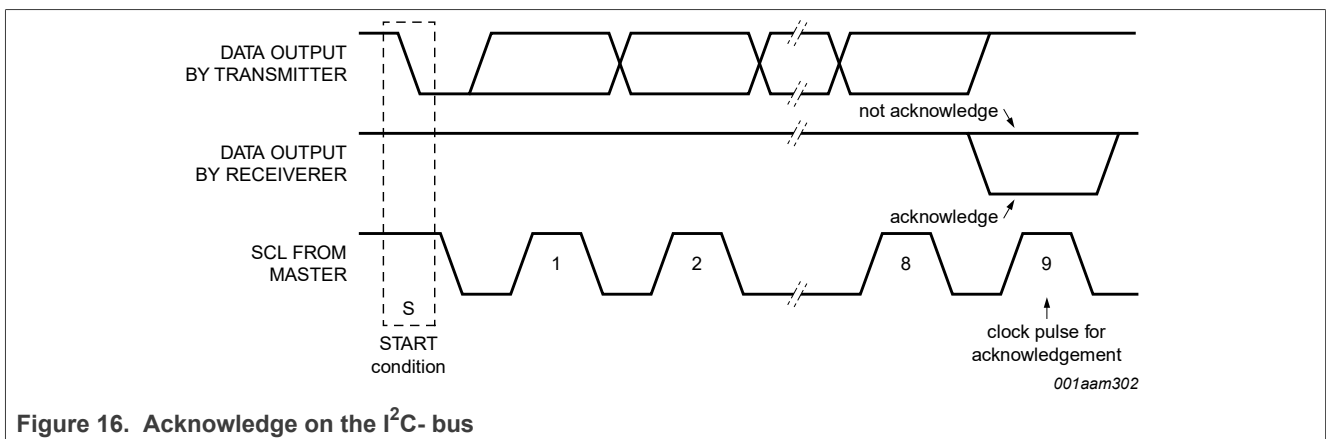 DATA OUTPUT
BY TRANSMITTER
not acknowledge
DATA OUTPUT
BY RECEIVERER
acknowledge
SCL FROM
MASTER
1
2
8
9
S
START
condition
clock pulse for
acknowledgement
001aam302
Figure 16. Acknowledge on the I²C- bus